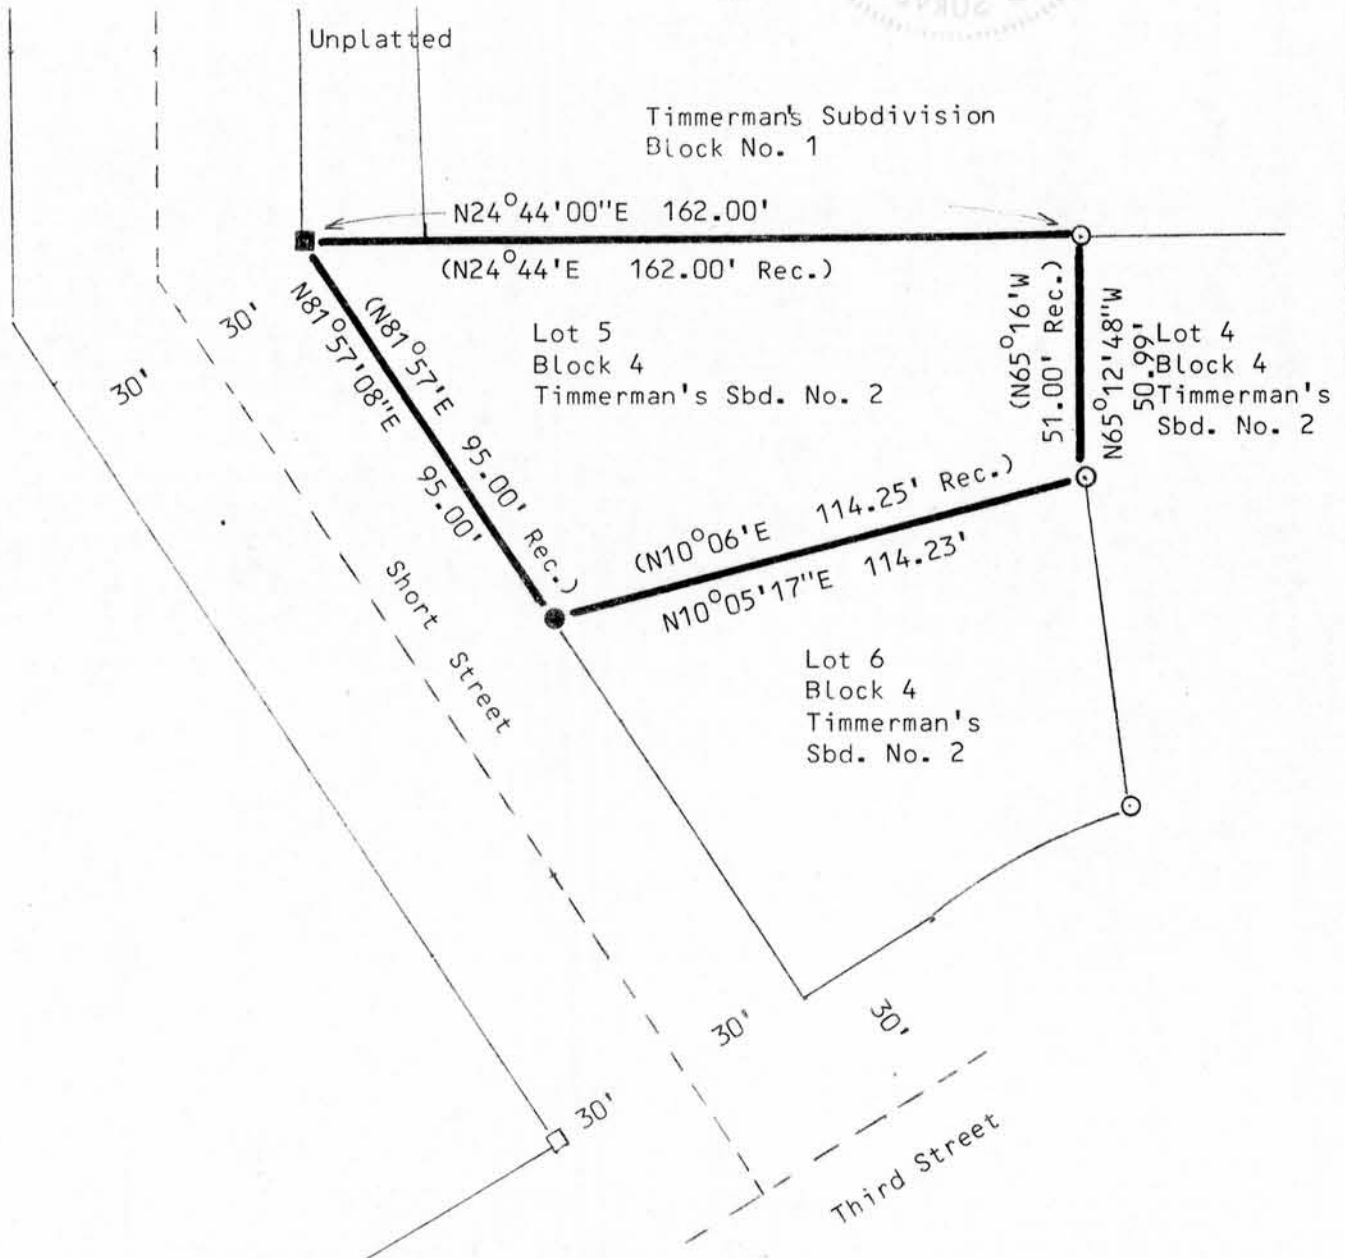 SURVE
Unplatted
Timmerman's Subdivision
Block No. 1
N24°44'00"E 162.00'
(N24°44'E 162.00' Rec.)
30'
30'
(N81°57'E 95.00' Rec.)
N81°57'08"E 95.00'
Lot 5
Block 4
Timmerman's Sbd. No. 2
(N65°16'W
51.00' Rec.)
N65°12'48"W
50.99'
Lot 4
Block 4
Timmerman's
Sbd. No. 2
(N10°06'E 114.25' Rec.)
N10°05'17"E 114.23'
Short Street
Lot 6
Block 4
Timmerman's
Sbd. No. 2
30'
30'
30'
Third Street